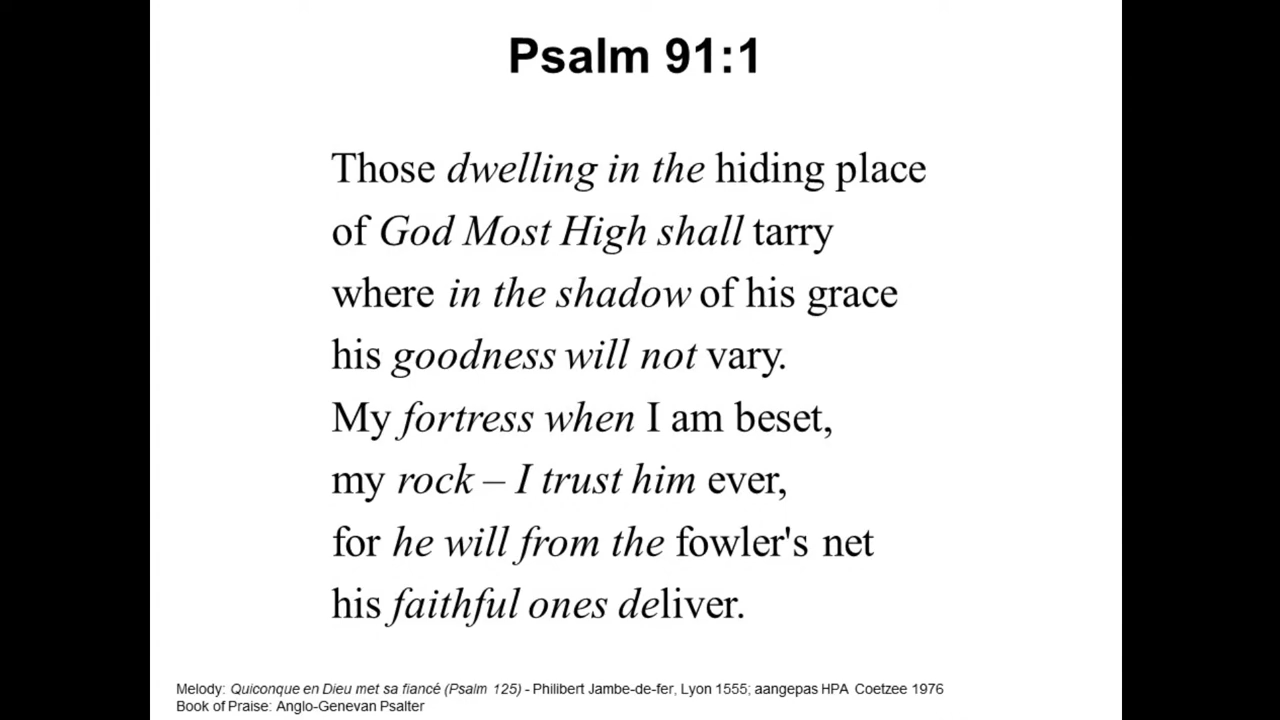 Psalm 91:1
Those dwelling in the hiding place
of God Most High shall tarry
where in the shadow of his grace
his goodness will not vary.
My fortress when I am beset,
my rock – I trust him ever,
for he will from the fowler's net
his faithful ones deliver.
Melody: Quiconque en Dieu met sa fiancé (Psalm 125) - Philibert Jambe-de-fer, Lyon 1555; aangepas HPA Coetzee 1976
Book of Praise: Anglo-Genevan Psalter